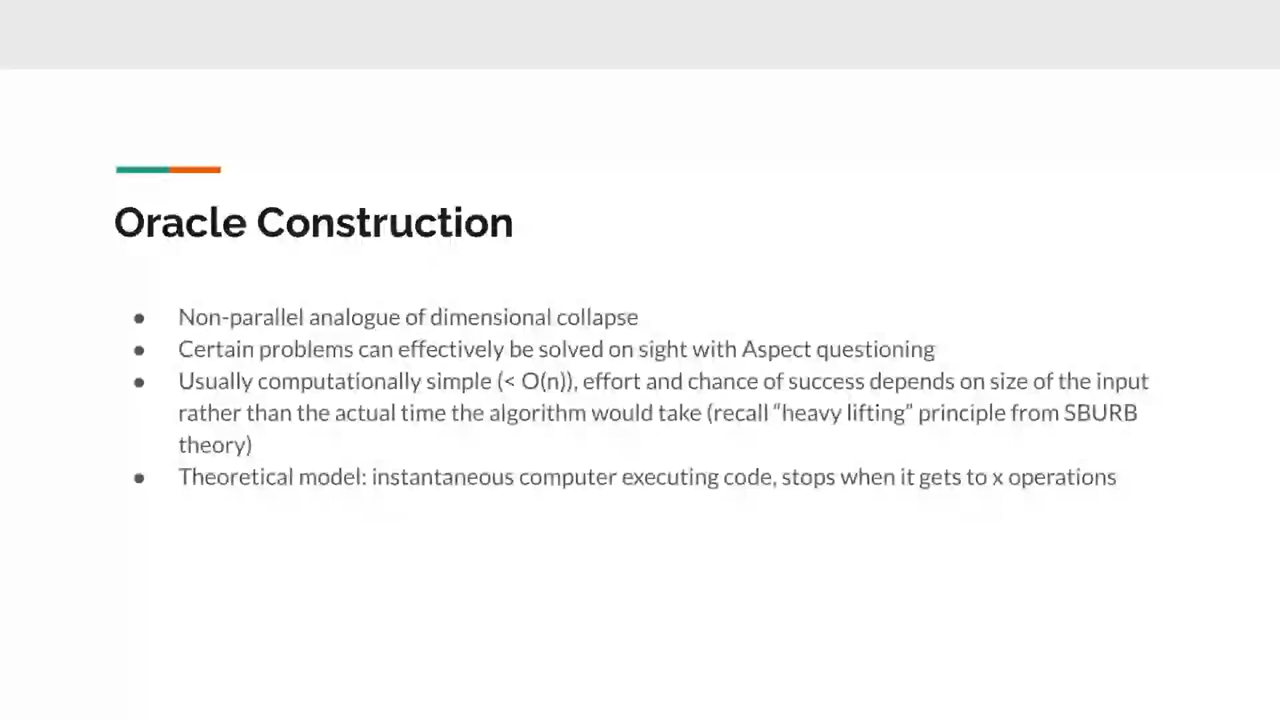 Oracle Construction
● Non-parallel analogue of dimensional collapse
● Certain problems can effectively be solved on sight with Aspect questioning
● Usually computationally simple (< O(n)), effort and chance of success depends on size of the input
rather than the actual time the algorithm would take (recall “heavy lifting” principle from SBURB
theory)
● Theoretical model: instantaneous computer executing code, stops when it gets to x operations